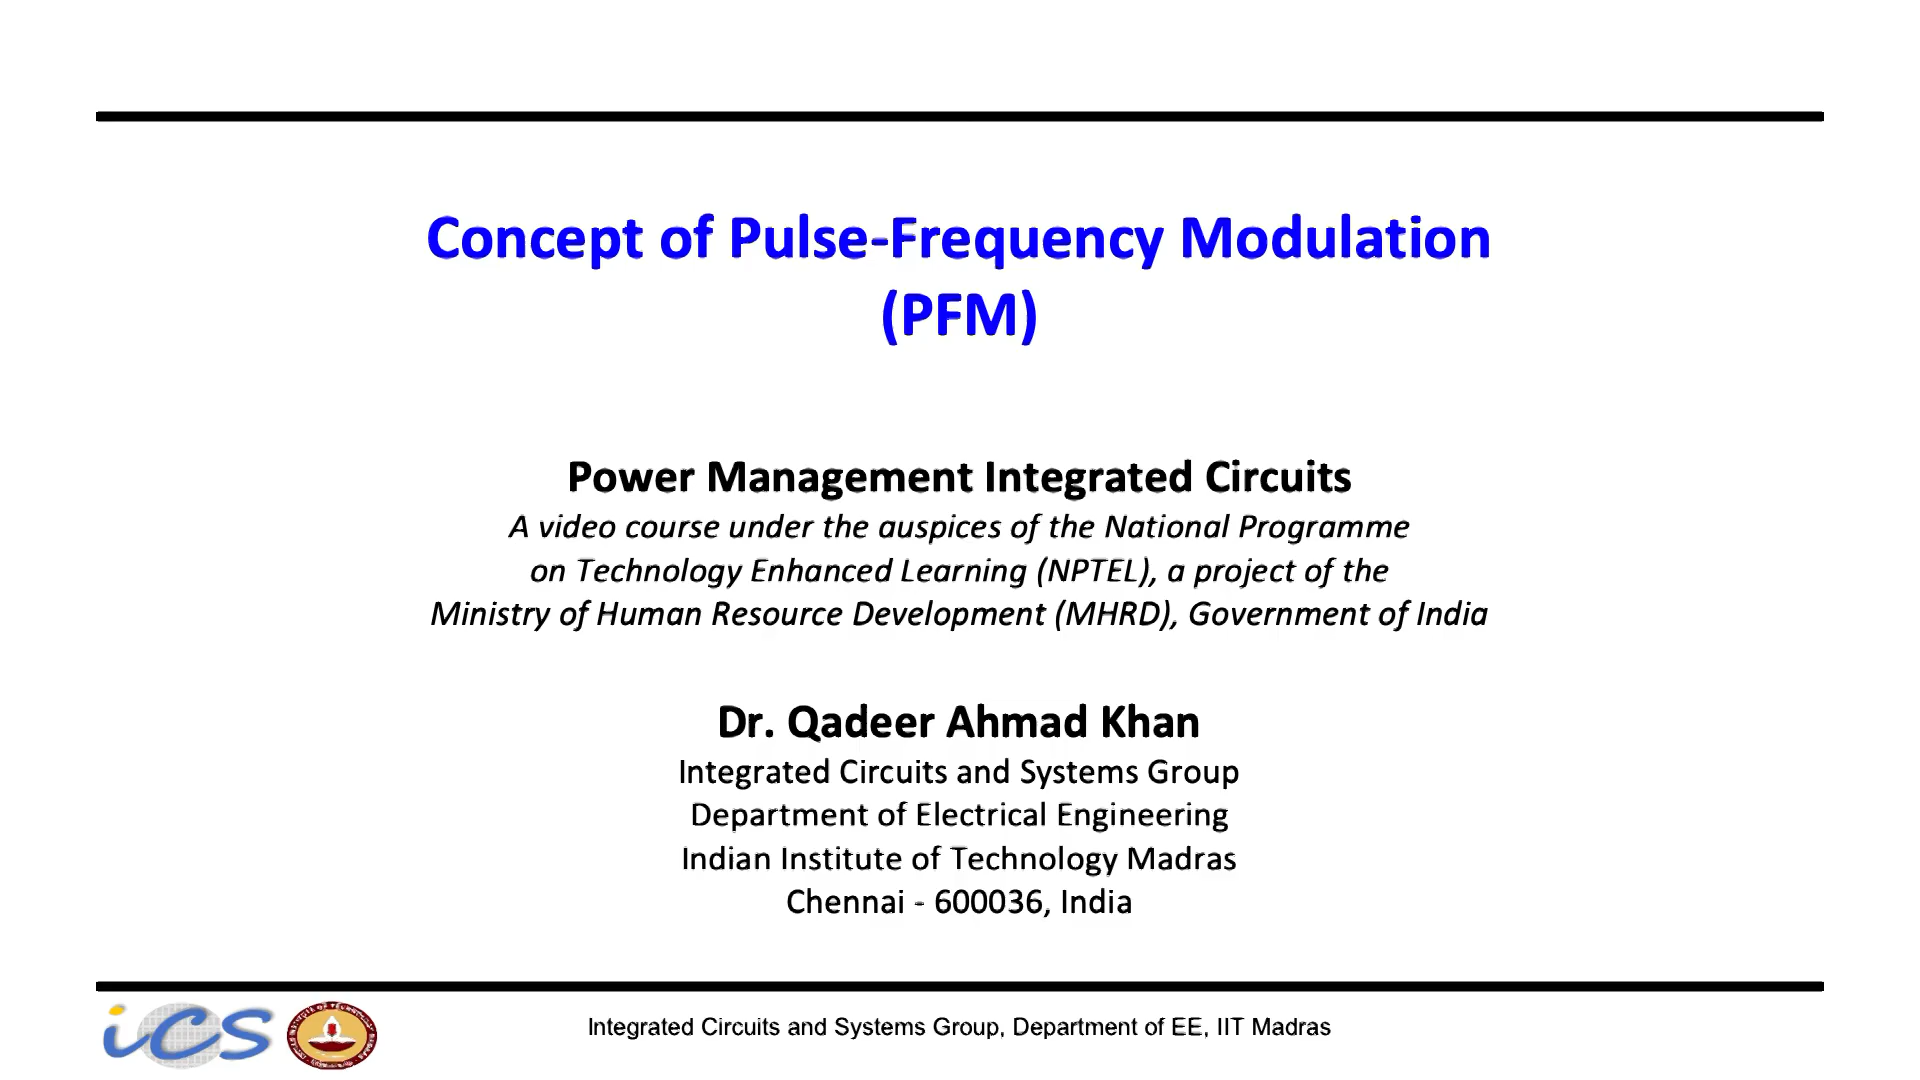 Concept of Pulse-Frequency Modulation
(PFM)
Power Management Integrated Circuits
A video course under the auspices of the National Programme
on Technology Enhanced Learning (NPTEL), a project of the
Ministry of Human Resource Development (MHRD), Government of India
Dr. Qadeer Ahmad Khan
Integrated Circuits and Systems Group
Department of Electrical Engineering
Indian Institute of Technology Madras
Chennai - 600036, India
iCS
Integrated Circuits and Systems Group, Department of EE, IIT Madras